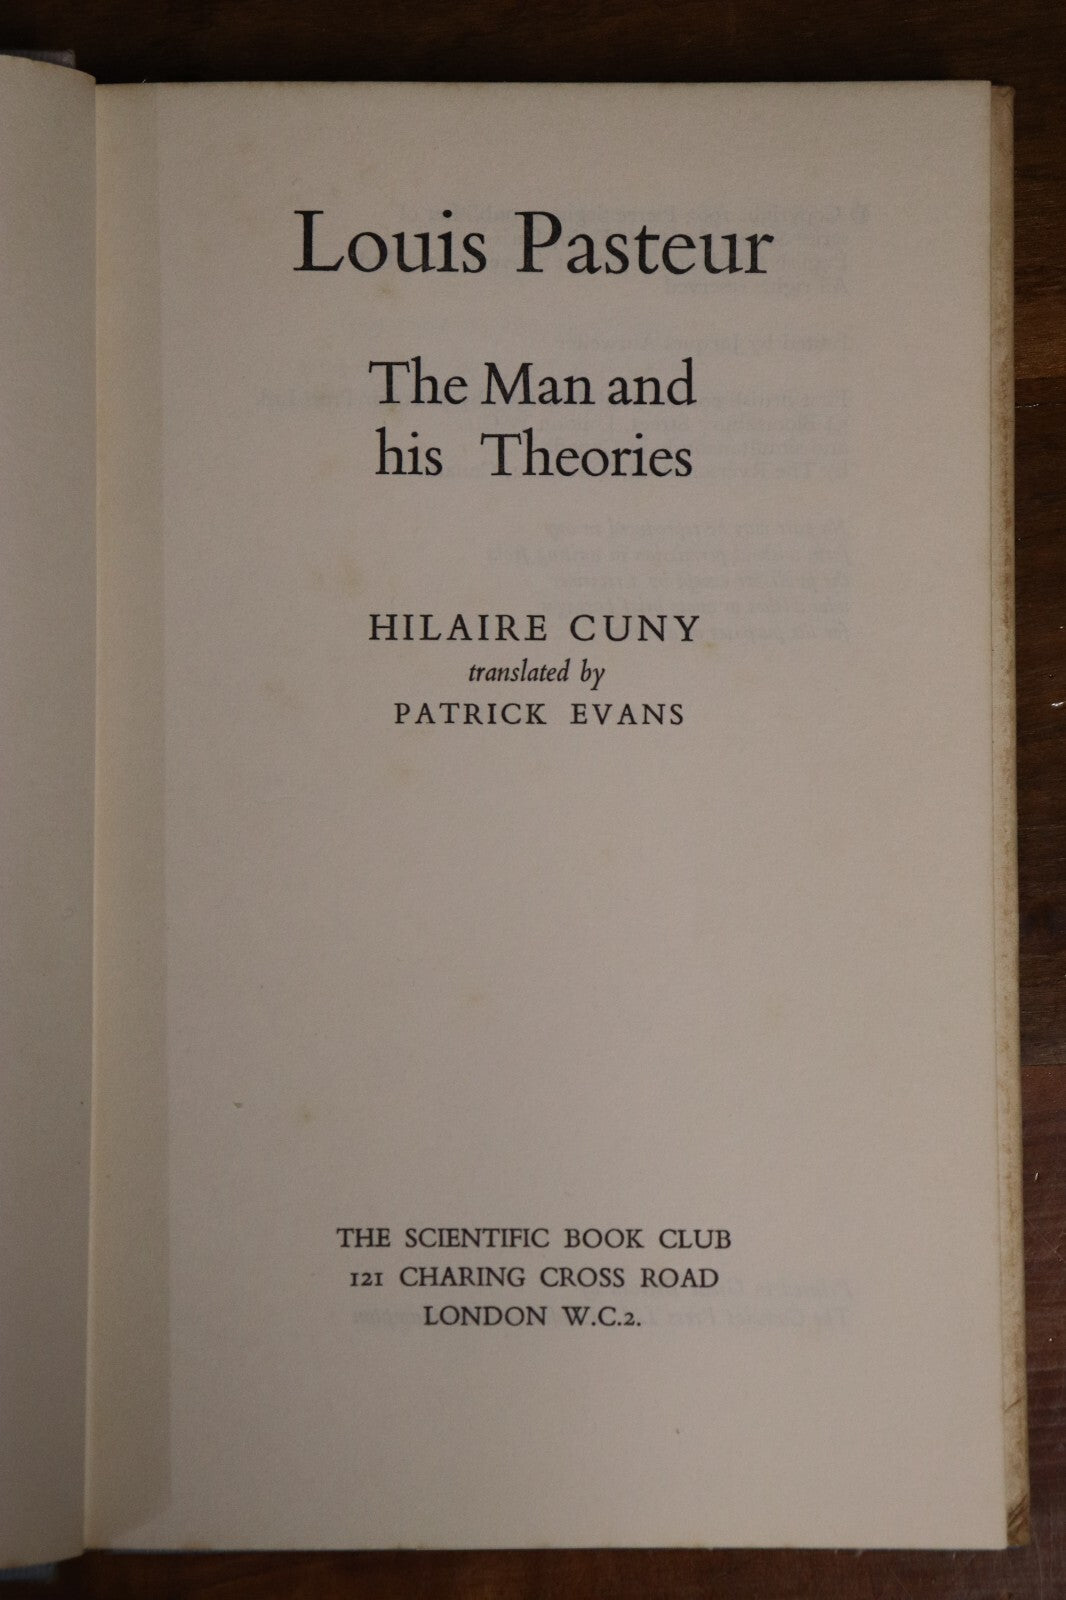 Louis Pasteur
The Man and
his Theories
HILAIRE CUNY
translated by
PATRICK EVANS
THE SCIENTIFIC BOOK CLUB
121 CHARING CROSS ROAD
LONDON W.C.2.